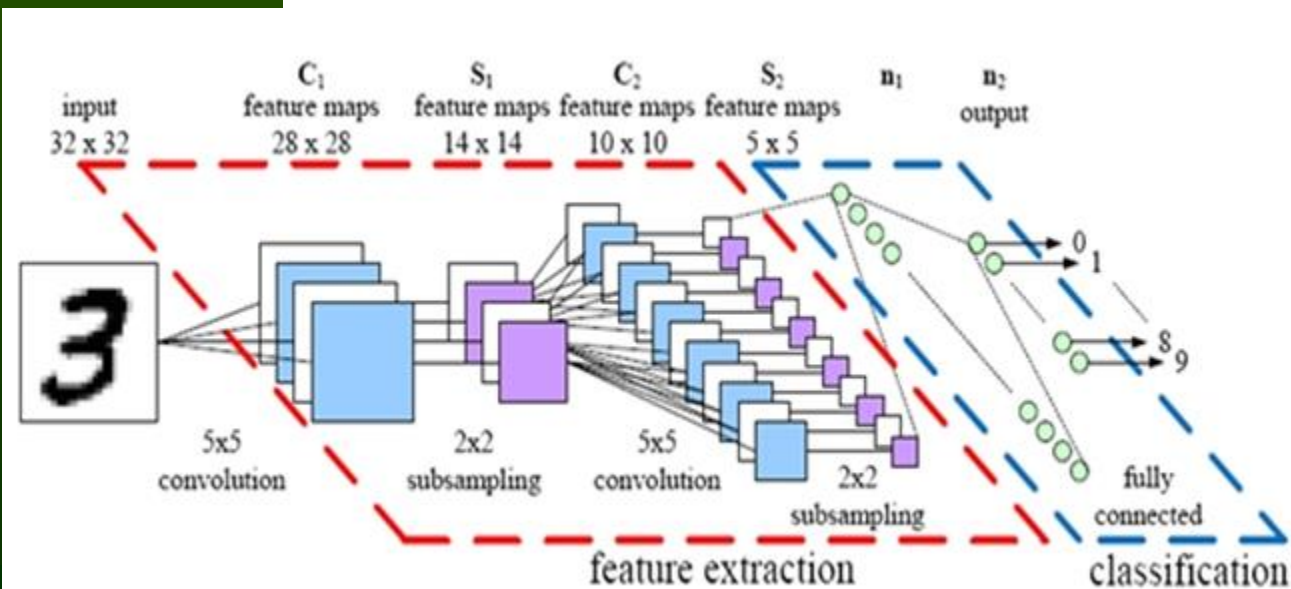 input
32 x 32
C₁
feature maps
28 x 28
S₁
feature maps
14 x 14
C₂
feature maps
10 x 10
S₂
feature maps
5 x 5
n₁
n₂
output
3
0
1
8
9
5x5
convolution
2x2
subsampling
5x5
convolution
2x2
subsampling
fully
connected
feature extraction
classification